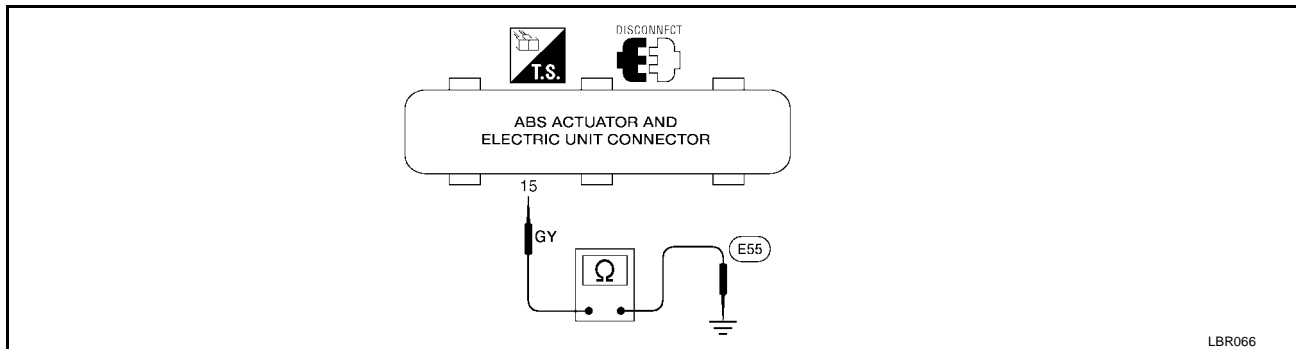 DISCONNECT
T.S.
ABS ACTUATOR AND
ELECTRIC UNIT CONNECTOR
15
GY
E55
Ω
LBR066